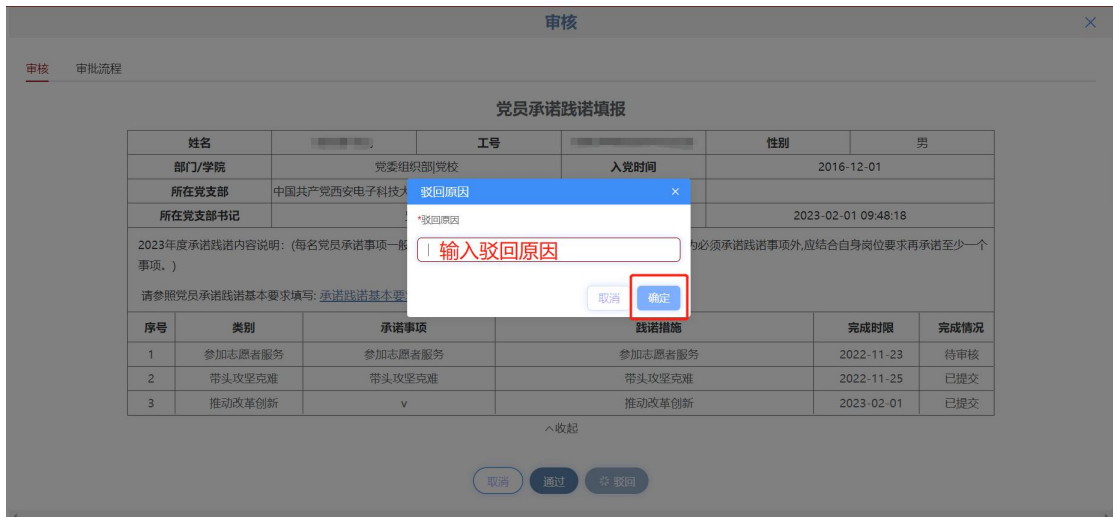 审核
审核 审批流程
党员承诺践诺填报
姓名 工号 性别 男
部门/学院 党委组织部|党校 入党时间 2016-12-01
所在党支部 中国共产党西安电子科技大
所在党支部书记 2023-02-01 09:48:18
驳回原因
*驳回原因
输入驳回原因
取消 确定
2023年度承诺践诺内容说明：(每名党员承诺事项一般 必须承诺践诺事项外,应结合自身岗位要求再承诺至少一个
事项。)
请参照党员承诺践诺基本要求填写: 承诺践诺基本要
序号 类别 承诺事项 践诺措施 完成时限 完成情况
1 参加志愿者服务 参加志愿者服务 参加志愿者服务 2022-11-23 待审核
2 带头攻坚克难 带头攻坚克难 带头攻坚克难 2022-11-25 已提交
3 推动改革创新 v 推动改革创新 2023-02-01 已提交
收起
取消 通过 驳回